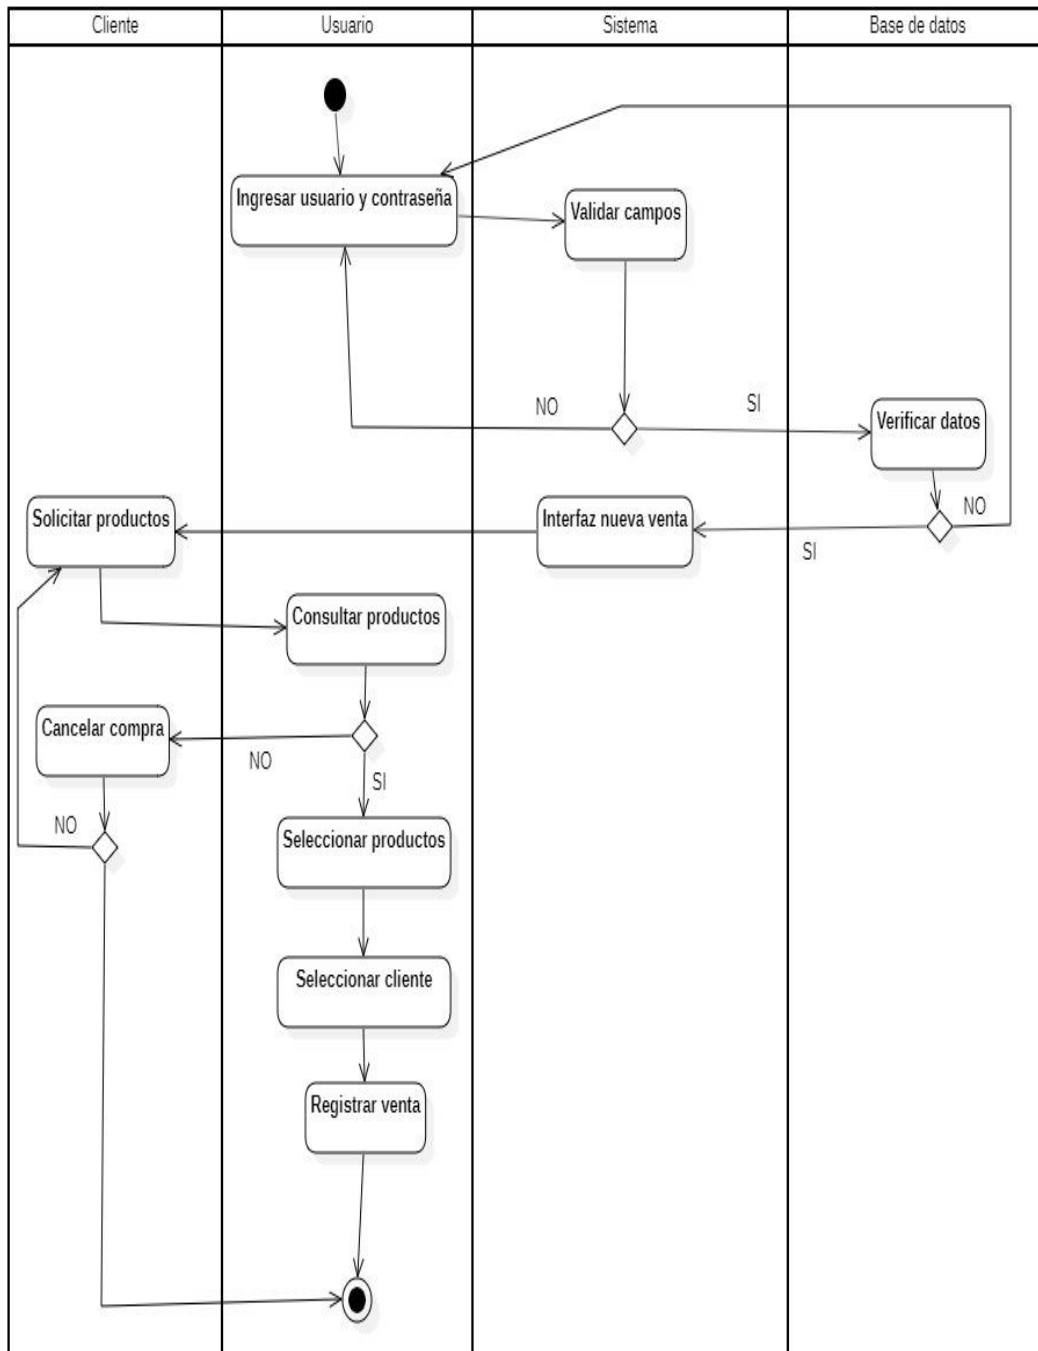 Cliente
Usuario
Sistema
Base de datos
Ingresar usuario y contraseña
Validar campos
NO
SI
Verificar datos
NO
Solicitar productos
Interfaz nueva venta
SI
Consultar productos
Cancelar compra
NO
SI
NO
Seleccionar productos
Seleccionar cliente
Registrar venta